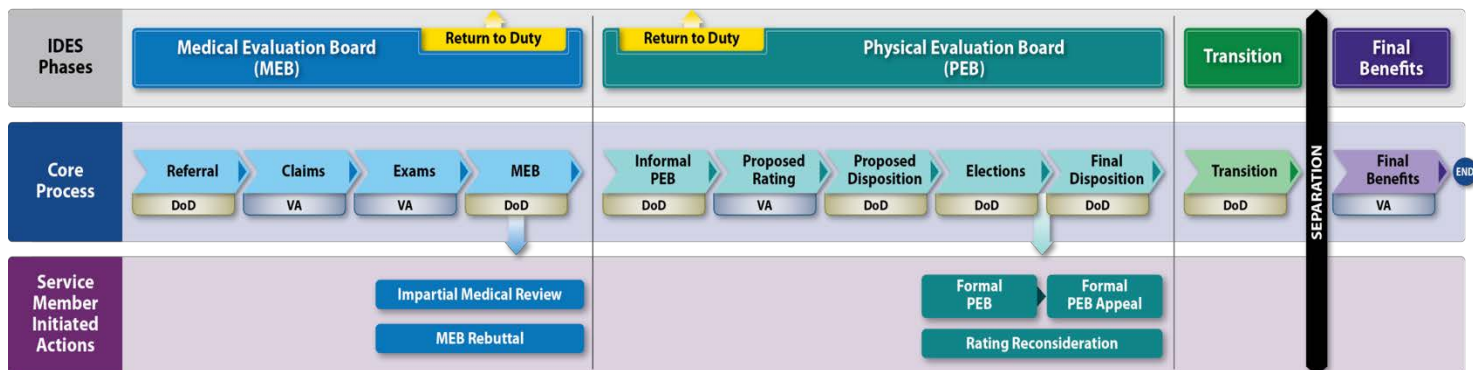 IDES
Phases
Medical Evaluation Board
(MEB)
Return to Duty
Return to Duty
Physical Evaluation Board
(PEB)
Transition
Final
Benefits
Core
Process
Referral
DoD
Claims
VA
Exams
VA
MEB
DoD
Informal
PEB
DoD
Proposed
Rating
VA
Proposed
Disposition
DoD
Elections
DoD
Final
Disposition
DoD
Transition
DoD
SEPARATION
Final
Benefits
VA
END
Service
Member
Initiated
Actions
Impartial Medical Review
MEB Rebuttal
Formal
PEB
Formal
PEB Appeal
Rating Reconsideration